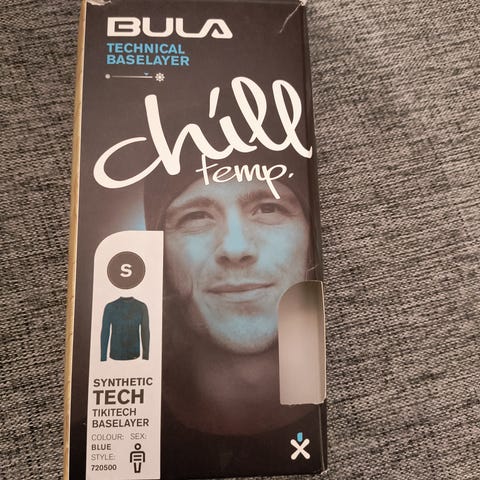 BULA
TECHNICAL
BASELAYER
chill
temp.
S
SYNTHETIC
TECH
TIKITECH
BASELAYER
COLOUR: SEX:
BLUE
STYLE:
720500